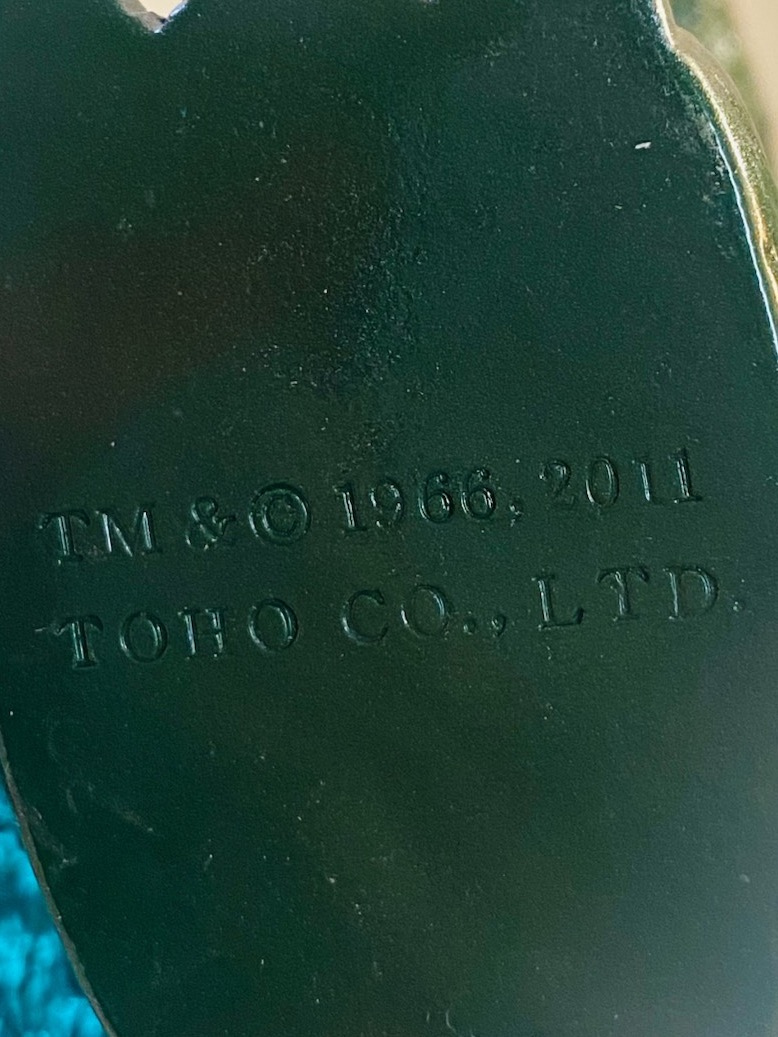 TM & © 1966, 2011
TOHO CO., LTD.